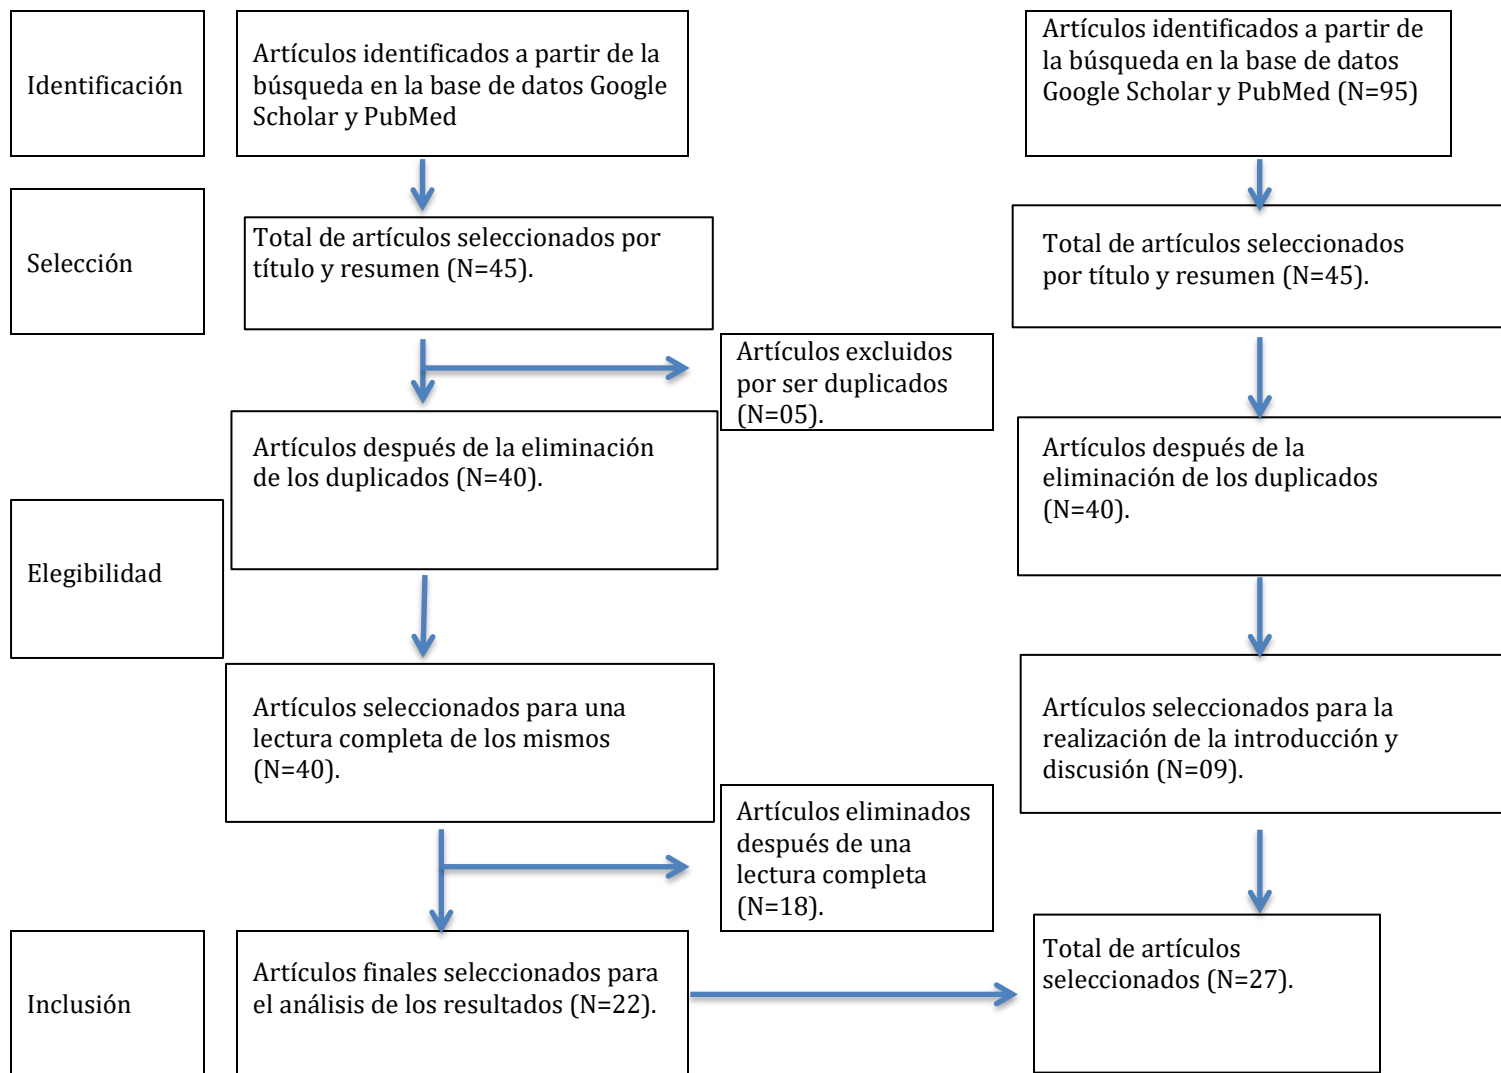 Identificación
Artículos identificados a partir de la
búsqueda en la base de datos Google
Scholar y PubMed
Artículos identificados a partir de
la búsqueda en la base de datos
Google Scholar y PubMed (N=95)
Selección
Total de artículos seleccionados por
título y resumen (N=45).
Total de artículos seleccionados
por título y resumen (N=45).
Artículos excluidos
por ser duplicados
(N=05).
Artículos después de la eliminación
de los duplicados (N=40).
Artículos después de la
eliminación de los duplicados
(N=40).
Elegibilidad
Artículos seleccionados para una
lectura completa de los mismos
(N=40).
Artículos seleccionados para la
realización de la introducción y
discusión (N=09).
Artículos eliminados
después de una
lectura completa
(N=18).
Inclusión
Artículos finales seleccionados para
el análisis de los resultados (N=22).
Total de artículos
seleccionados (N=27).